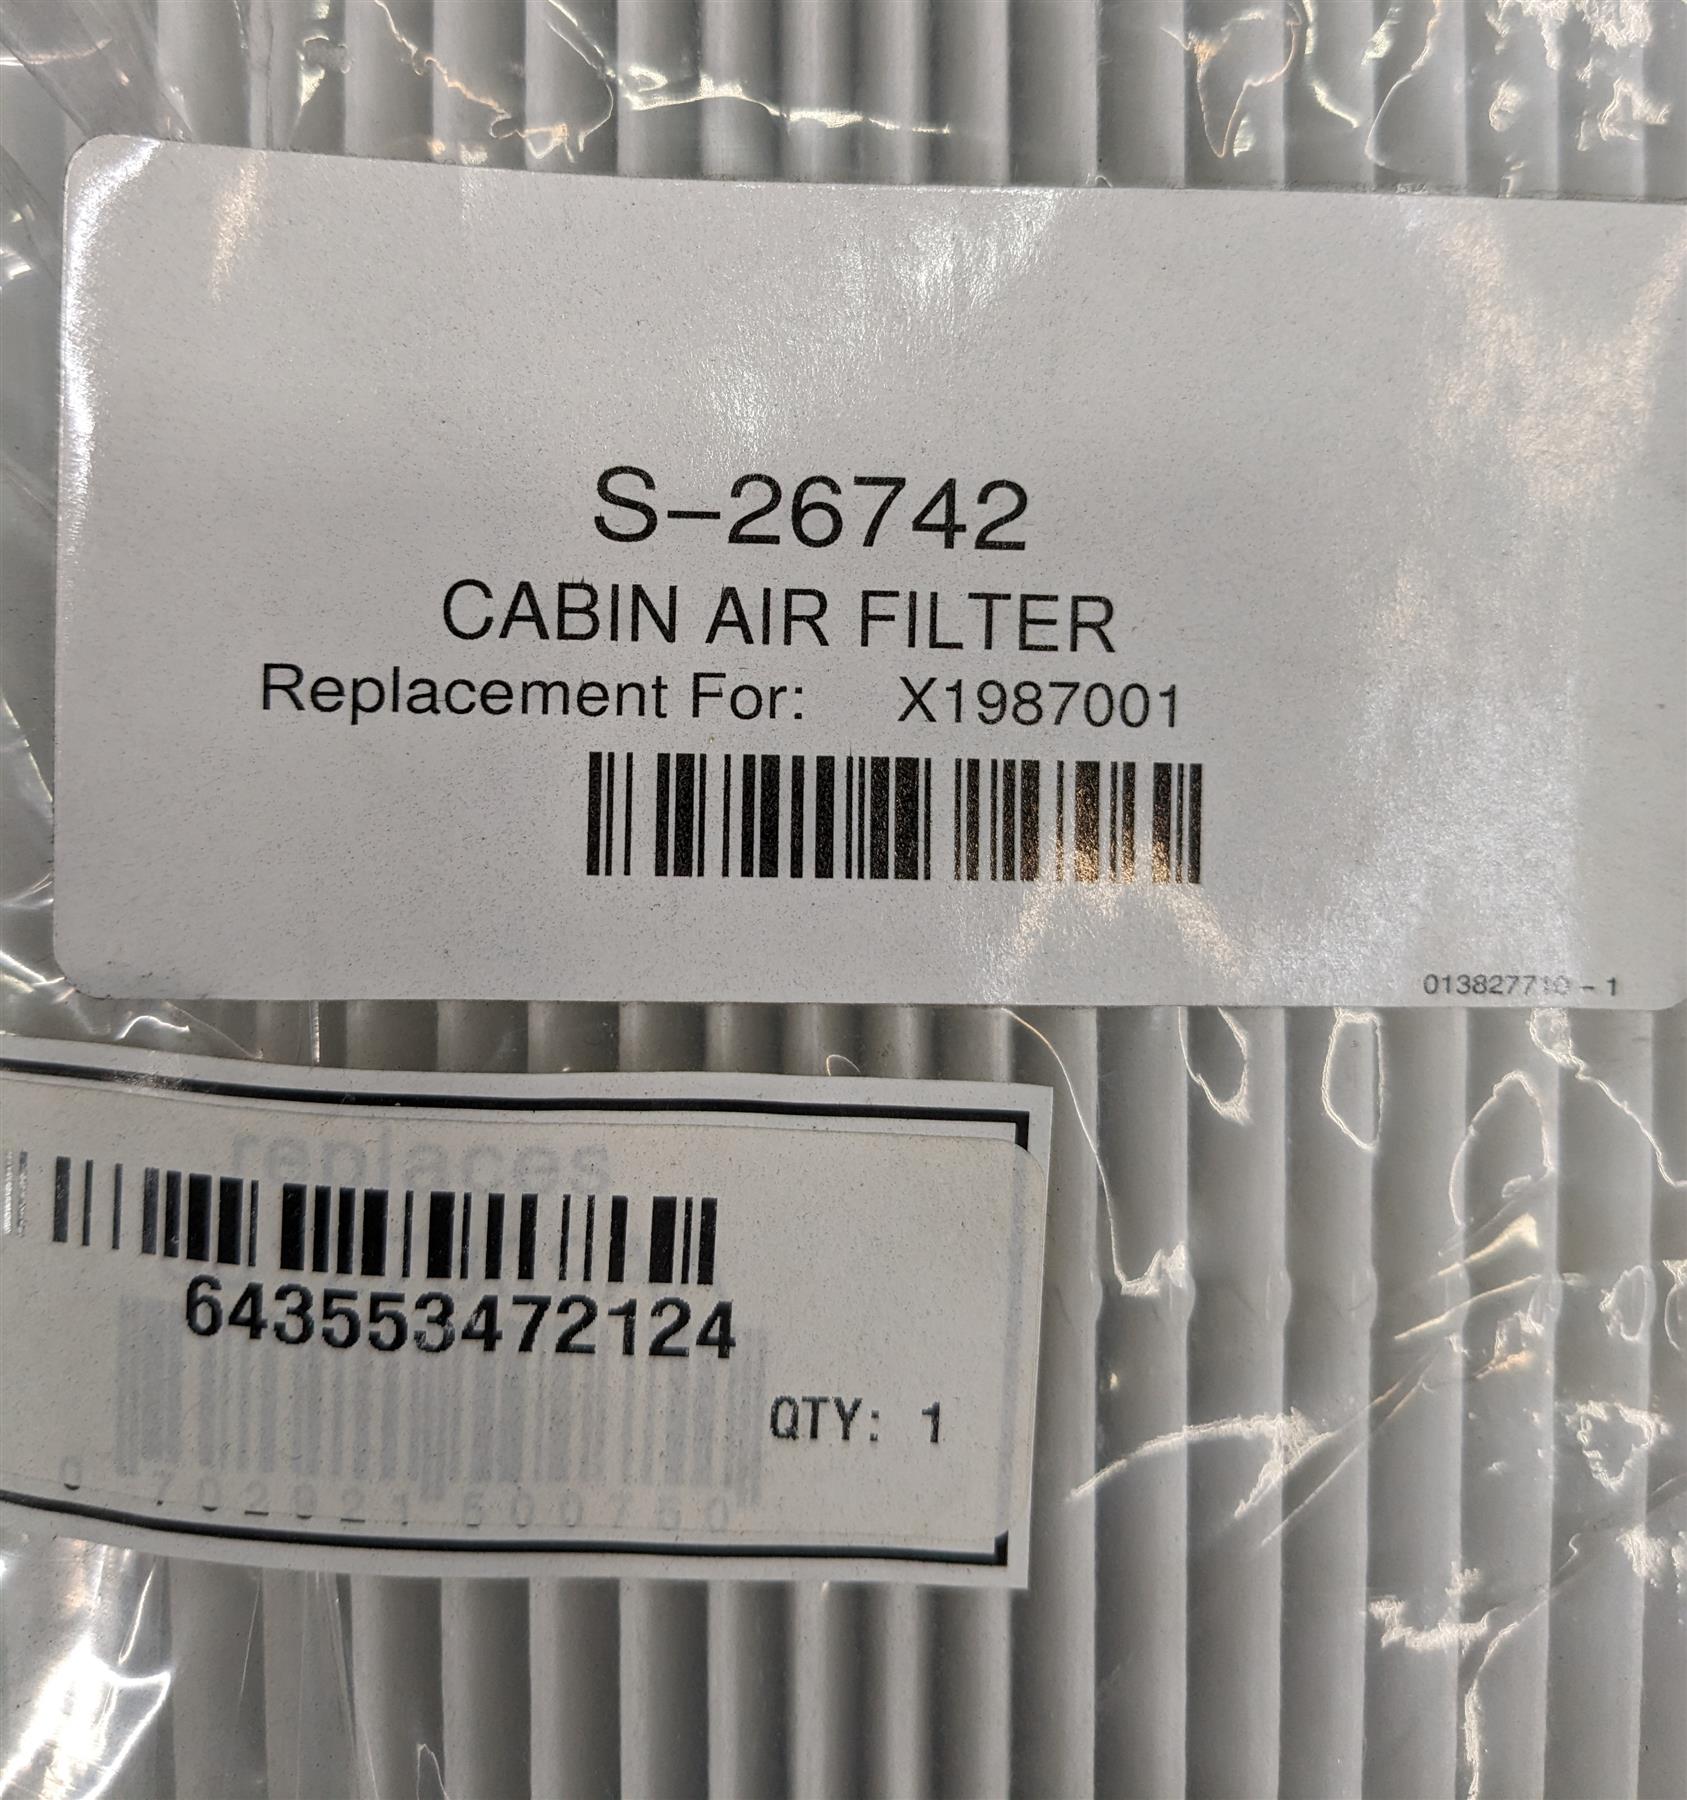 S-26742
CABIN AIR FILTER
Replacement For: X1987001
013827710 - 1
replaces
643553472124
QTY: 1